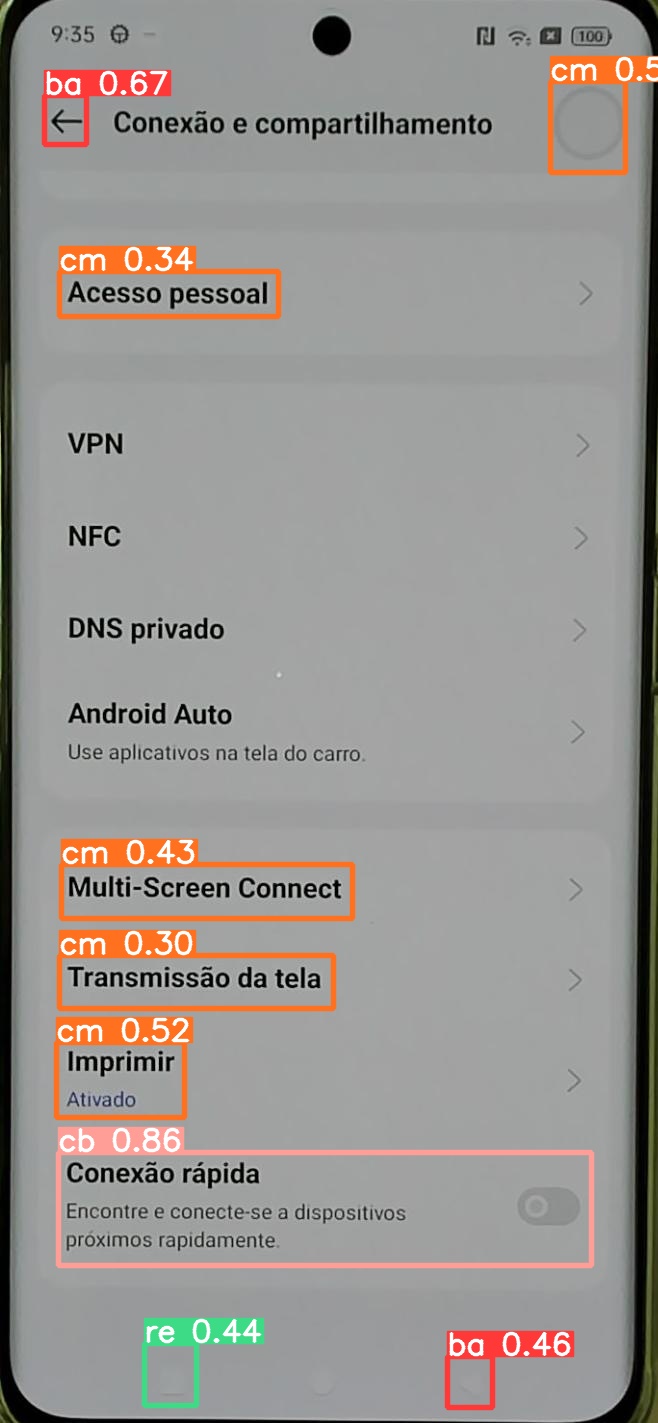 9:35
100
ba 0.67
cm 0.5
Conexão e compartilhamento
cm 0.34
Acesso pessoal
VPN
NFC
DNS privado
Android Auto
Use aplicativos na tela do carro.
cm 0.43
Multi-Screen Connect
cm 0.30
Transmissão da tela
cm 0.52
Imprimir
Ativado
cb 0.86
Conexão rápida
Encontre e conecte-se a dispositivos
próximos rapidamente.
re 0.44
ba 0.46